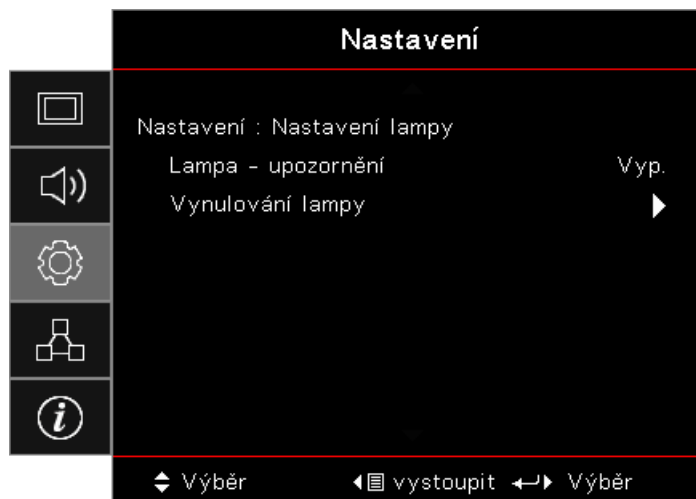 Nastavení
Nastavení : Nastavení lampy
Lampa – upozornění Vyp.
Vynulování lampy
Výběr vystoupit Výběr